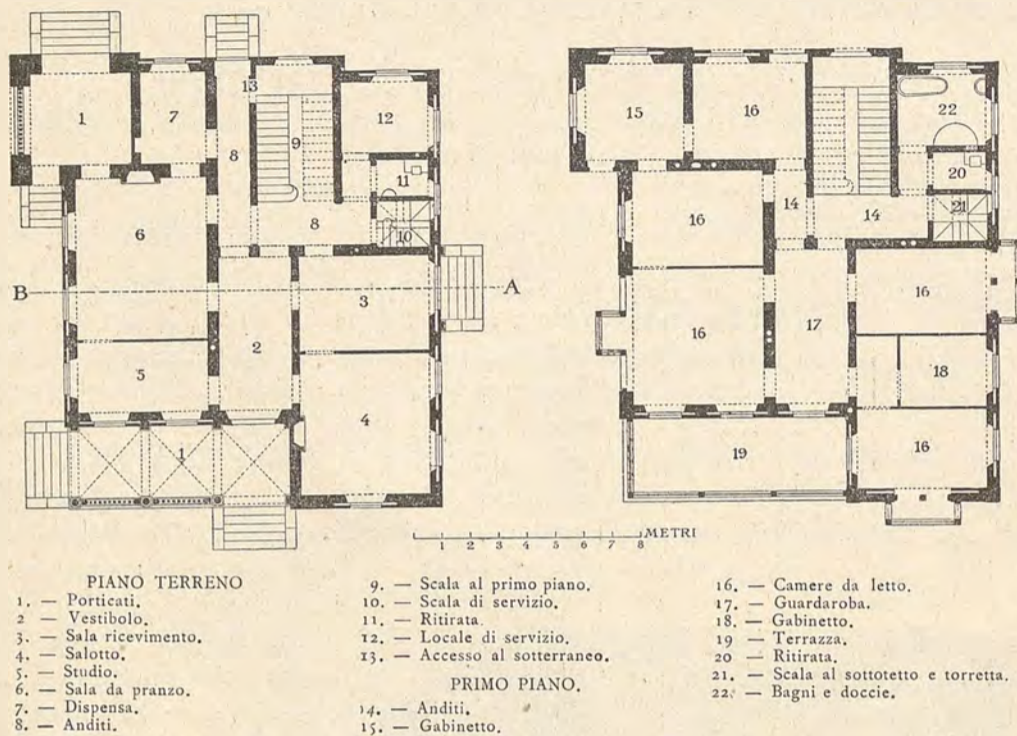 1
7
13
8
9
12
11
10
8
6
B
A
3
2
5
4
1
15
16
22
20
21
14
14
16
16
17
16
18
19
16
1 2 3 4 5 6 7 8 METRI
PIANO TERRENO
1. — Porticati.
2 — Vestibolo.
3. — Sala ricevimento.
4. — Salotto.
5. — Studio.
6. — Sala da pranzo.
7. — Dispensa.
8. — Anditi.
9. — Scala al primo piano.
10. — Scala di servizio.
11. — Ritirata.
12. — Locale di servizio.
13. — Accesso al sotterraneo.
PRIMO PIANO.
14. — Anditi.
15. — Gabinetto.
16. — Camere da letto.
17. — Guardaroba.
18. — Gabinetto.
19 — Terrazza.
20 — Ritirata.
21. — Scala al sottotetto e torretta.
22. — Bagni e doccie.